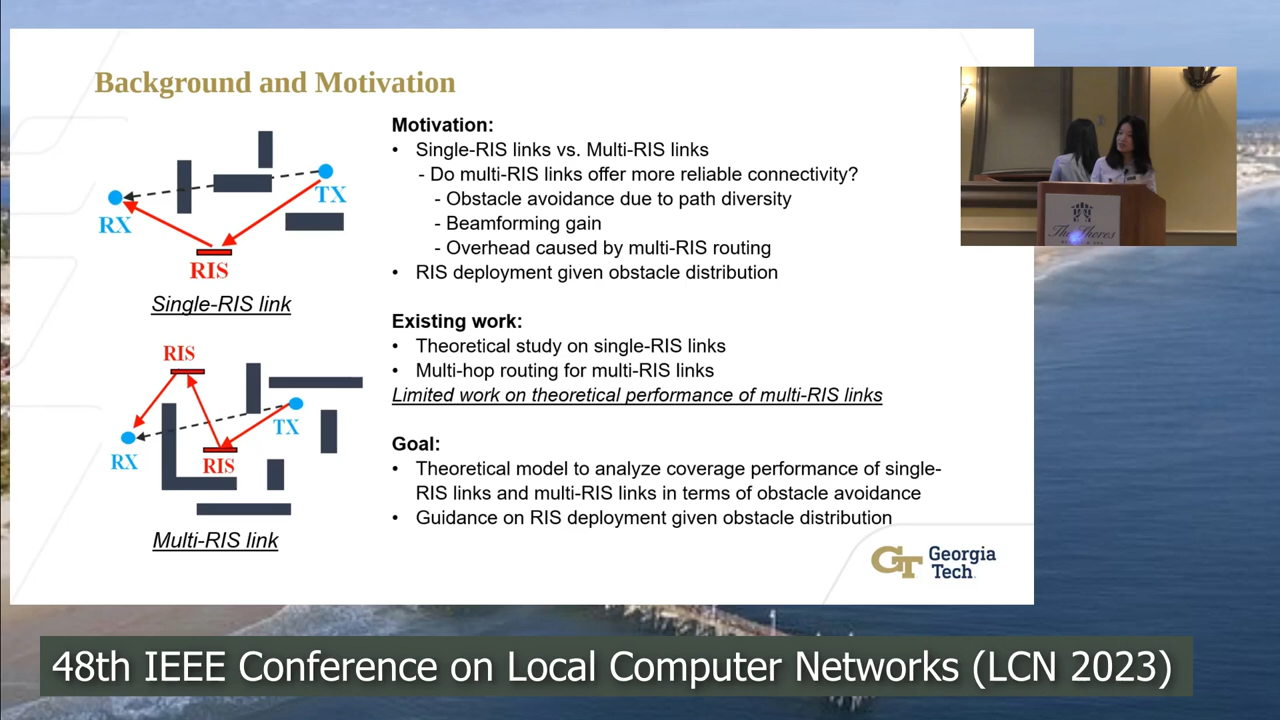 Background and Motivation
RX
TX
RIS
Single-RIS link
RIS
TX
RX
RIS
Multi-RIS link
Motivation:
• Single-RIS links vs. Multi-RIS links
- Do multi-RIS links offer more reliable connectivity?
- Obstacle avoidance due to path diversity
- Beamforming gain
- Overhead caused by multi-RIS routing
• RIS deployment given obstacle distribution
Existing work:
• Theoretical study on single-RIS links
• Multi-hop routing for multi-RIS links
Limited work on theoretical performance of multi-RIS links
Goal:
• Theoretical model to analyze coverage performance of single-
RIS links and multi-RIS links in terms of obstacle avoidance
• Guidance on RIS deployment given obstacle distribution
GT Georgia
Tech
48th IEEE Conference on Local Computer Networks (LCN 2023)